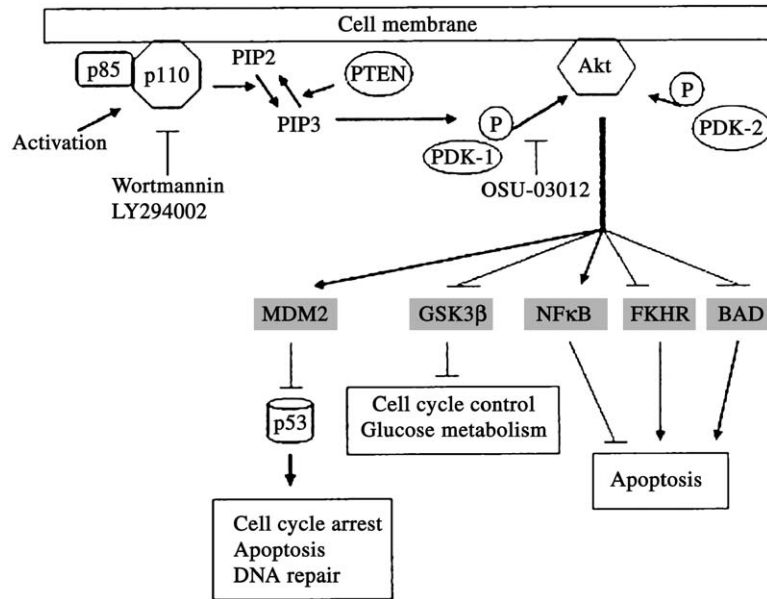 Cell membrane
p85
p110
PIP2
PTEN
Akt
P
PIP3
P
Activation
PDK-1
PDK-2
Wortmannin
OSU-03012
LY294002
MDM2
GSK3β
NFκB
FKHR
BAD
p53
Cell cycle control
Glucose metabolism
Apoptosis
Cell cycle arrest
Apoptosis
DNA repair